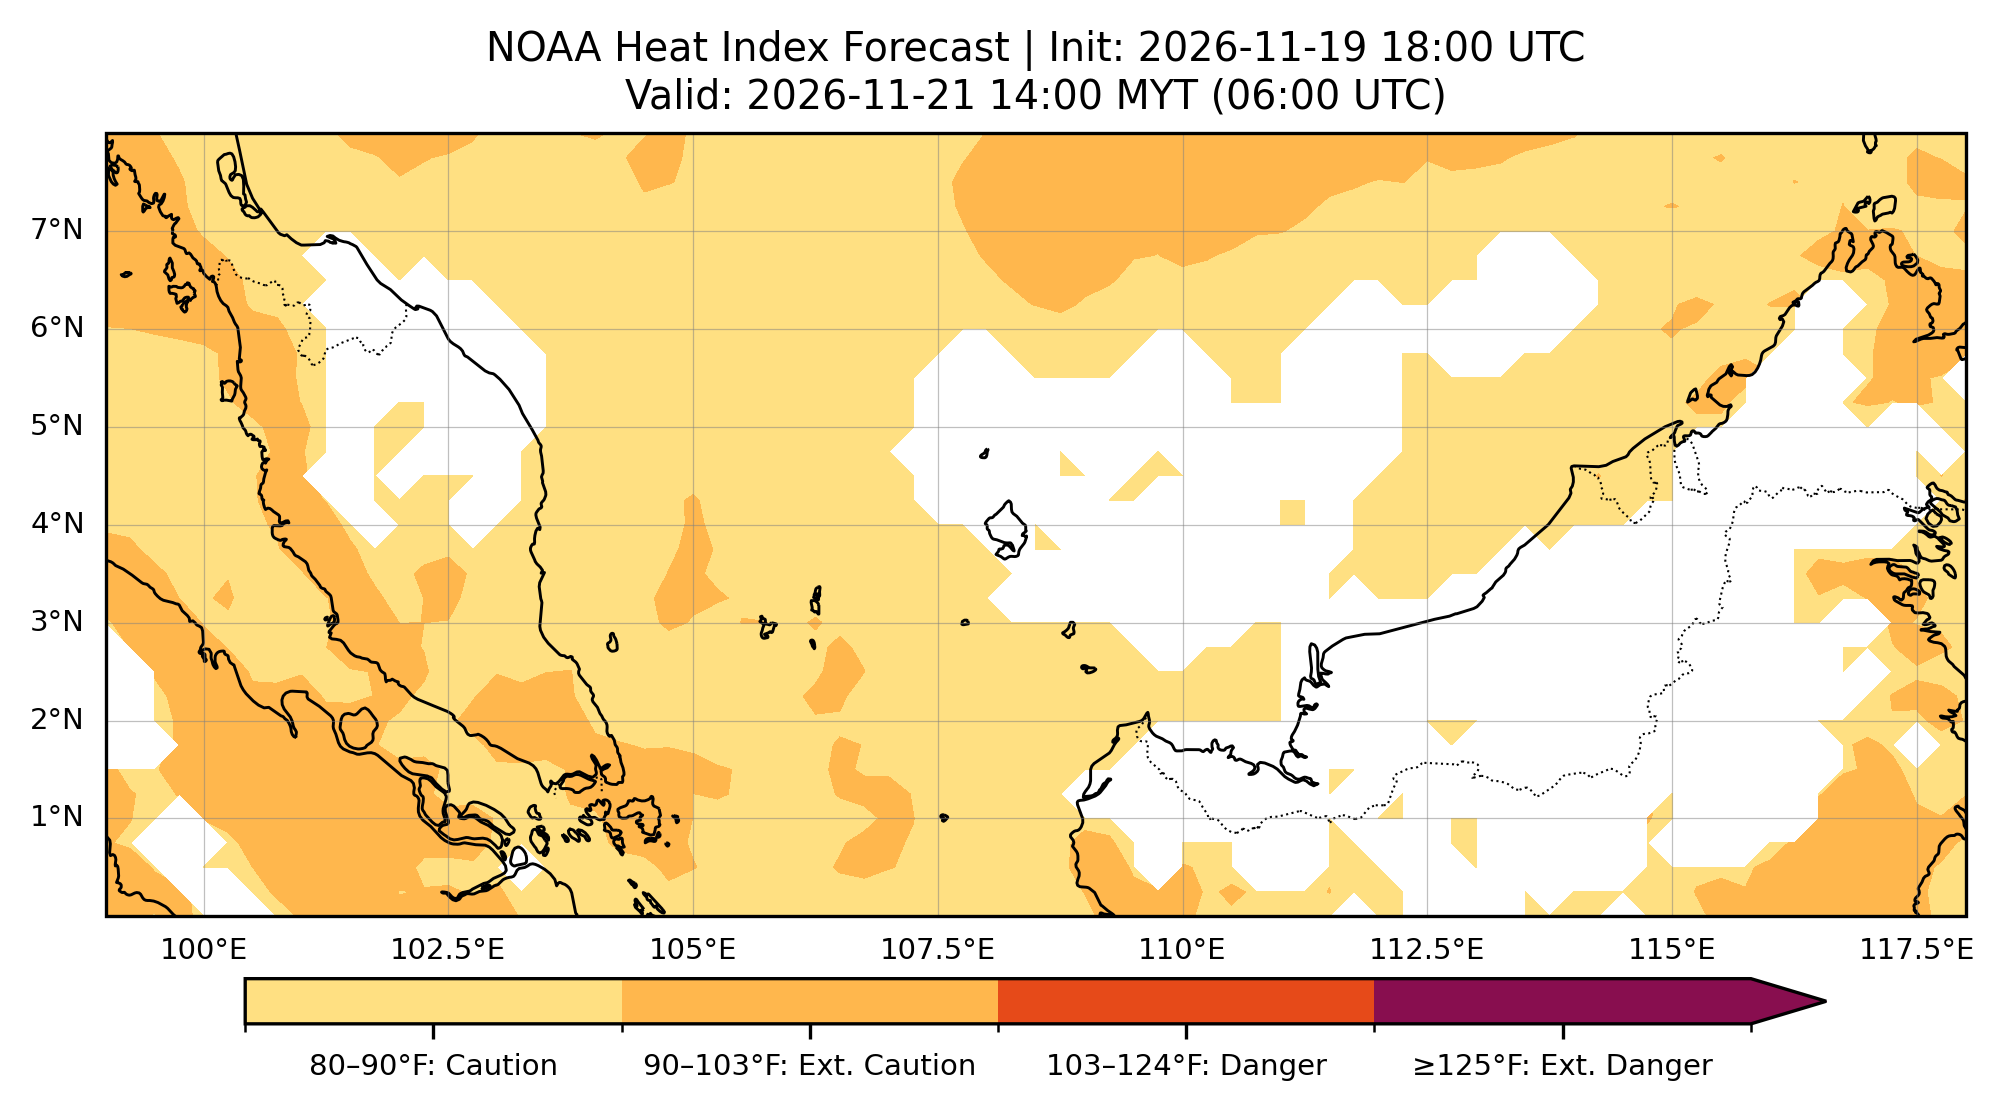 NOAA Heat Index Forecast | Init: 2026-11-19 18:00 UTC
Valid: 2026-11-21 14:00 MYT (06:00 UTC)
7°N
6°N
5°N
4°N
3°N
2°N
1°N
100°E 102.5°E 105°E 107.5°E 110°E 112.5°E 115°E 117.5°E
80–90°F: Caution 90–103°F: Ext. Caution 103–124°F: Danger ≥125°F: Ext. Danger